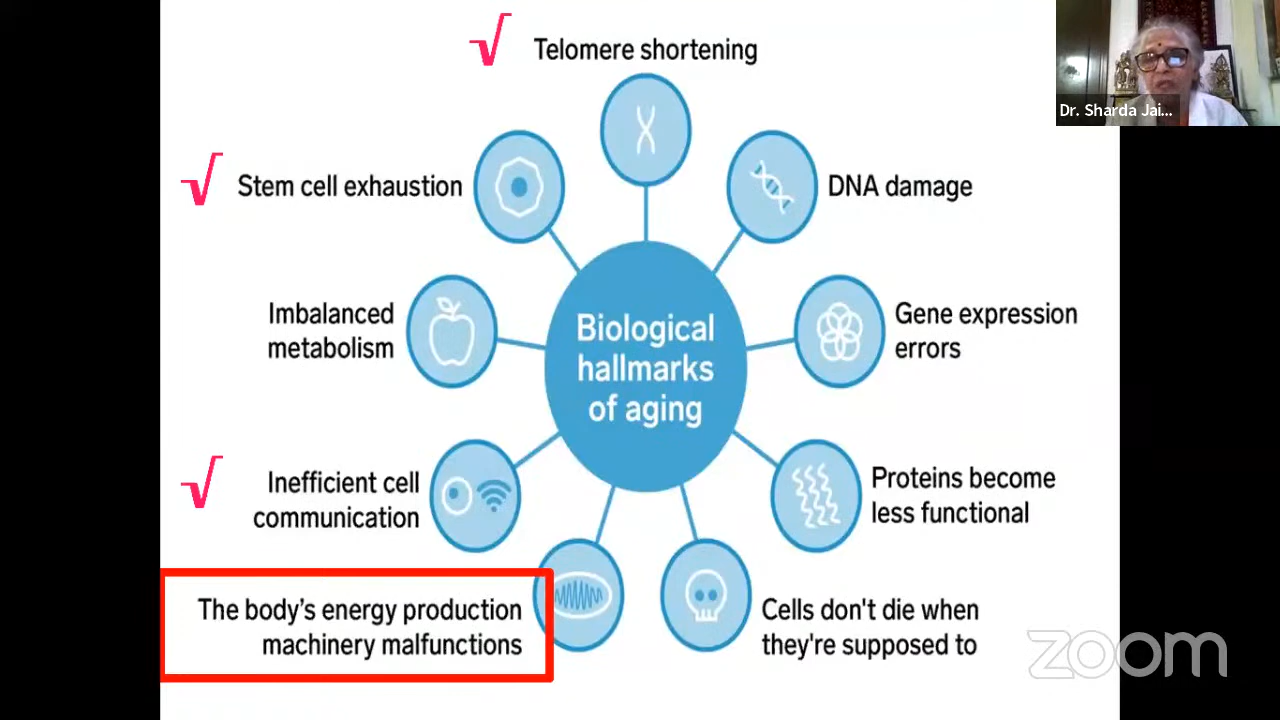 Telomere shortening
Stem cell exhaustion
DNA damage
Imbalanced
metabolism
Gene expression
errors
Biological
hallmarks
of aging
Inefficient cell
communication
Proteins become
less functional
The body's energy production
machinery malfunctions
Cells don't die when
they're supposed to
Dr. Sharda Jai...
zoom